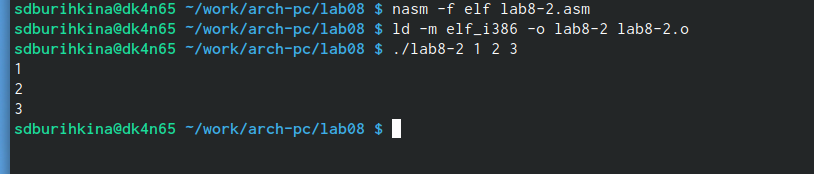 sdburihkina@dk4n65 ~/work/arch-pc/lab08 $ nasm -f elf lab8-2.asm
sdburihkina@dk4n65 ~/work/arch-pc/lab08 $ ld -m elf_i386 -o lab8-2 lab8-2.o
sdburihkina@dk4n65 ~/work/arch-pc/lab08 $ ./lab8-2 1 2 3
1
2
3
sdburihkina@dk4n65 ~/work/arch-pc/lab08 $